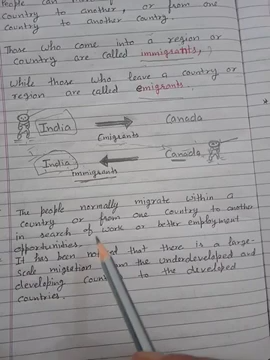 People can
country to another, or from one
country to another country.
Those who come into a region or
country are called immigrants,
While those who leave a country or
region are called emigrants.
India Canada
Emigrants
India Canada
immigrants
The people normally migrate within a
country or from one country to another
in search of work or better employment
opportunities.
It has been that there is a large-
scale migration from the underdeveloped and
developing to the developed
countries.